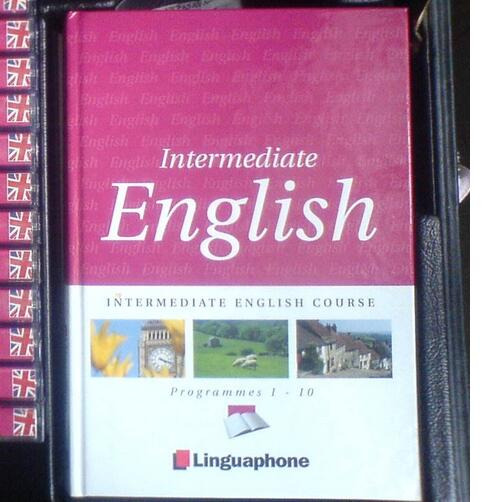 Intermediate
English
INTERMEDIATE ENGLISH COURSE
Programmes 1 - 10
Linguaphone